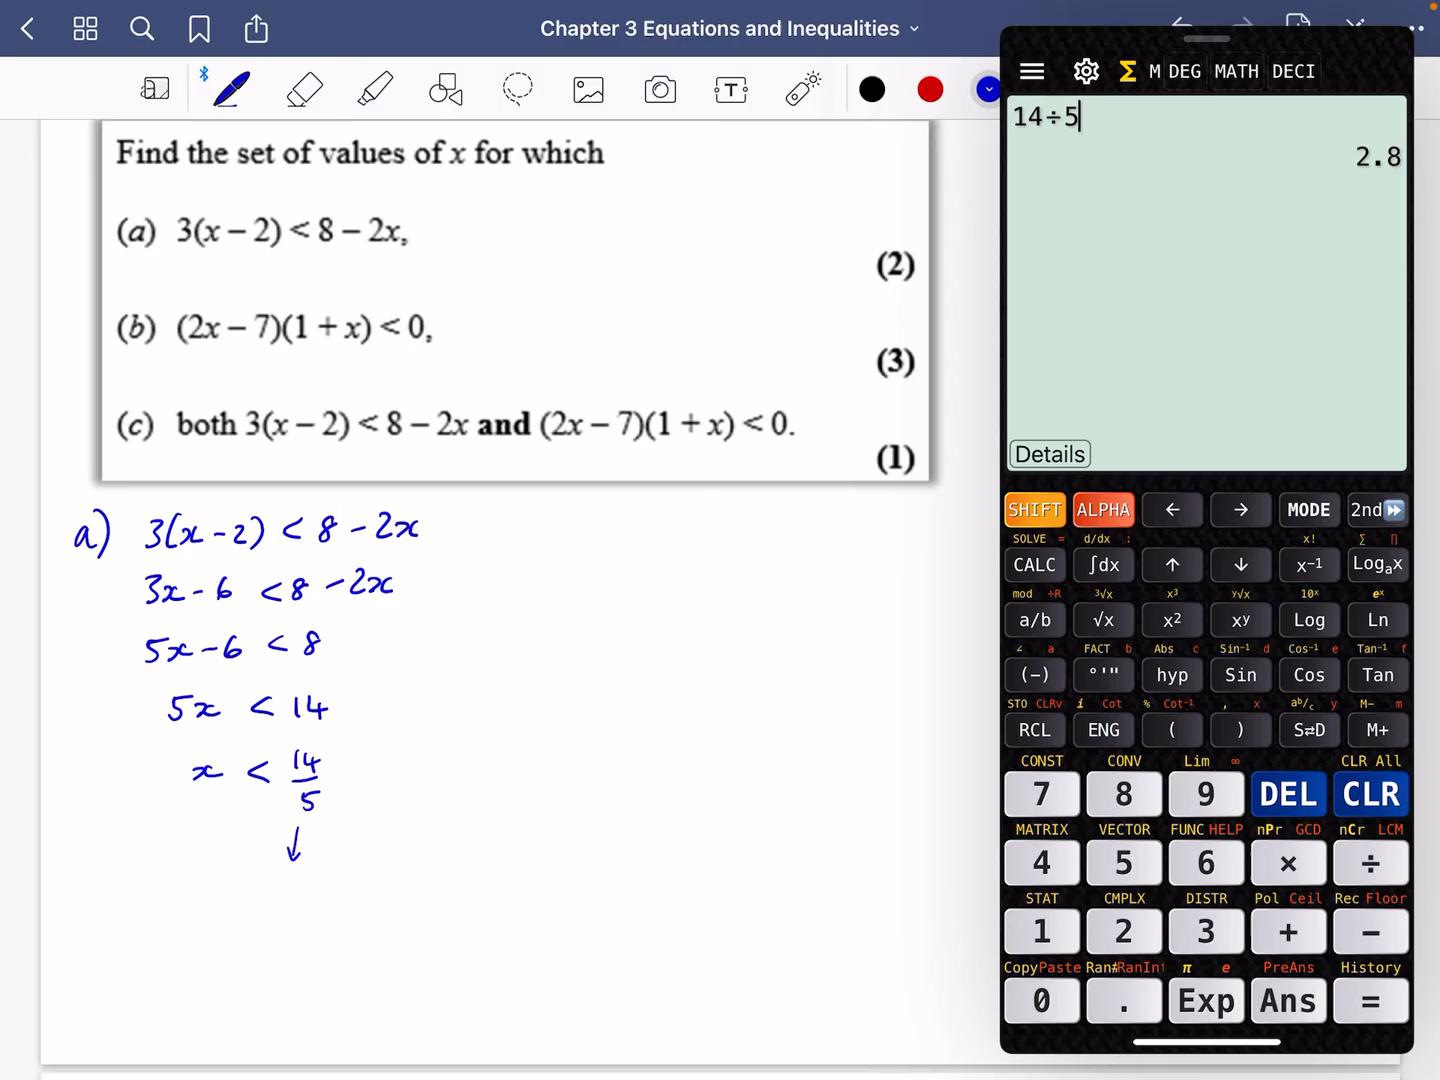 Chapter 3 Equations and Inequalities
Find the set of values of x for which
(a) 3(x – 2) < 8 – 2x,
(2)
(b) (2x – 7)(1 + x) < 0,
(3)
(c) both 3(x – 2) < 8 – 2x and (2x – 7)(1 + x) < 0.
(1)
a) 3(x - 2) < 8 - 2x
3x - 6 < 8 - 2x
5x - 6 < 8
5x < 14
x < 14/5
Σ M DEG MATH DECI
14÷5
2.8
Details
SHIFT ALPHA ← → MODE 2nd
SOLVE = d/dx : x! ∑ ∏
CALC ∫dx ↑ ↓ x⁻¹ Logₐx
mod ÷R ³√x x³ ʸ√x 10ˣ eˣ
a/b √x x² xʸ Log Ln
∠ a FACT b Abs c Sin⁻¹ d Cos⁻¹ e Tan⁻¹ f
(−) °'" hyp Sin Cos Tan
STO CLRv i Cot % Cot⁻¹ , x aᵇ/c y M− m
RCL ENG ( ) S⇄D M+
CONST CONV Lim ∞ CLR All
7 8 9 DEL CLR
MATRIX VECTOR FUNC HELP nPr GCD nCr LCM
4 5 6 × ÷
STAT CMPLX DISTR Pol Ceil Rec Floor
1 2 3 + −
Copy Paste Ran# RanInt π e PreAns History
0 . Exp Ans =